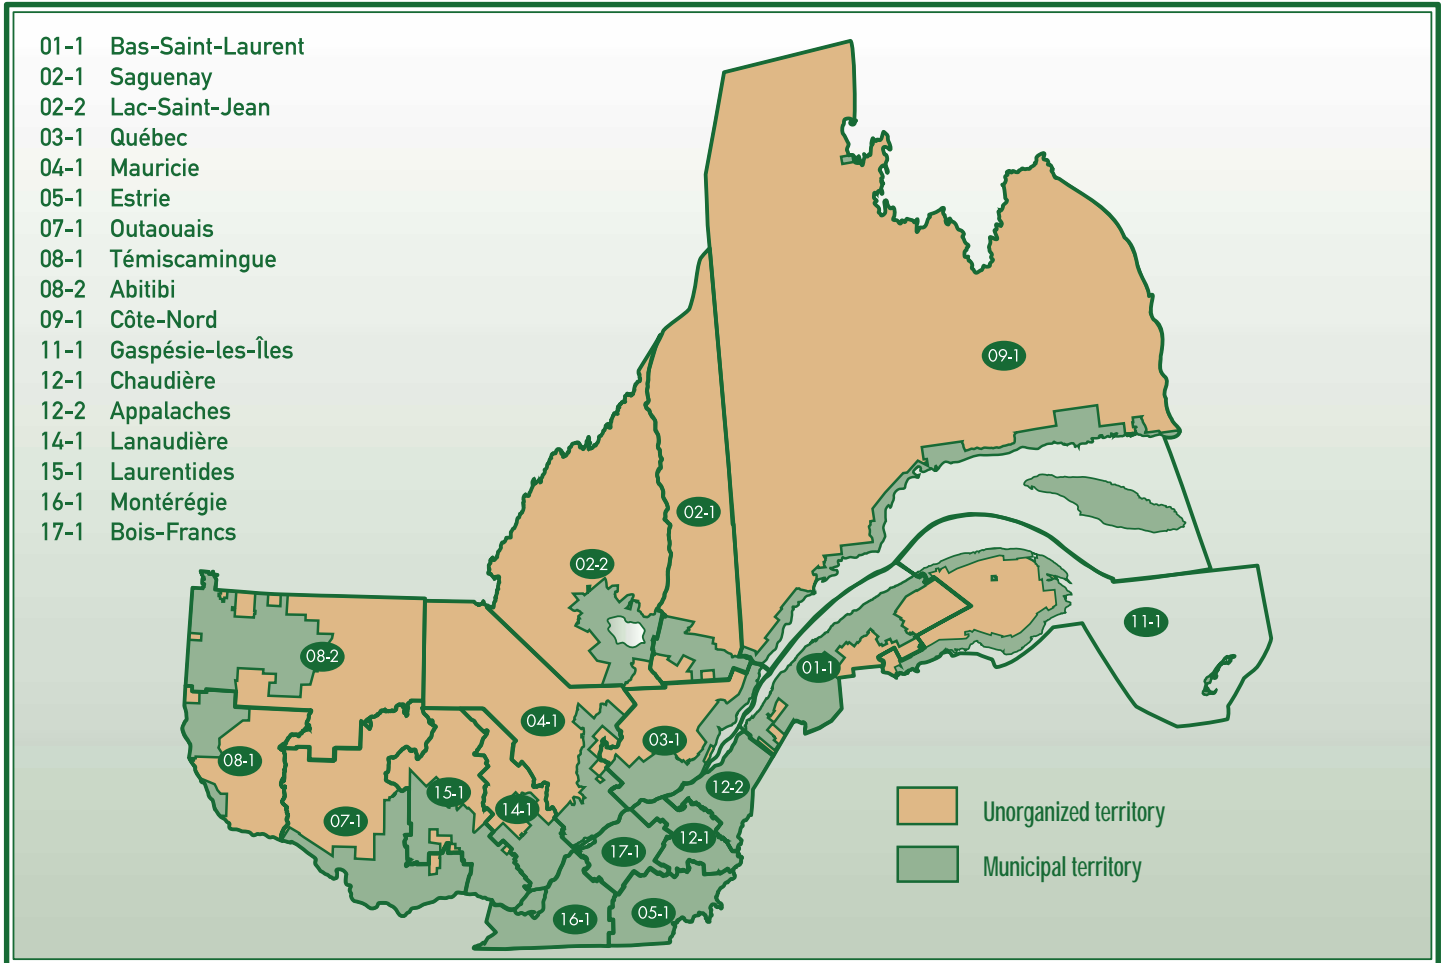 01-1 Bas-Saint-Laurent
02-1 Saguenay
02-2 Lac-Saint-Jean
03-1 Québec
04-1 Mauricie
05-1 Estrie
07-1 Outaouais
08-1 Témiscamingue
08-2 Abitibi
09-1 Côte-Nord
11-1 Gaspésie-les-Îles
12-1 Chaudière
12-2 Appalaches
14-1 Lanaudière
15-1 Laurentides
16-1 Montérégie
17-1 Bois-Francs
09-1
02-1
02-2
11-1
08-2
01-1
04-1
03-1
08-1
15-1
12-2
14-1
07-1
12-1
17-1
16-1
05-1
Unorganized territory
Municipal territory